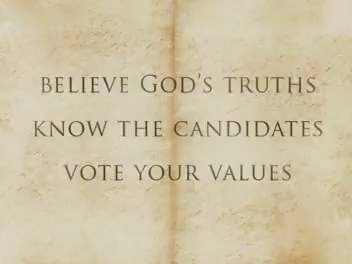 BELIEVE GOD'S TRUTHS
KNOW THE CANDIDATES
VOTE YOUR VALUES